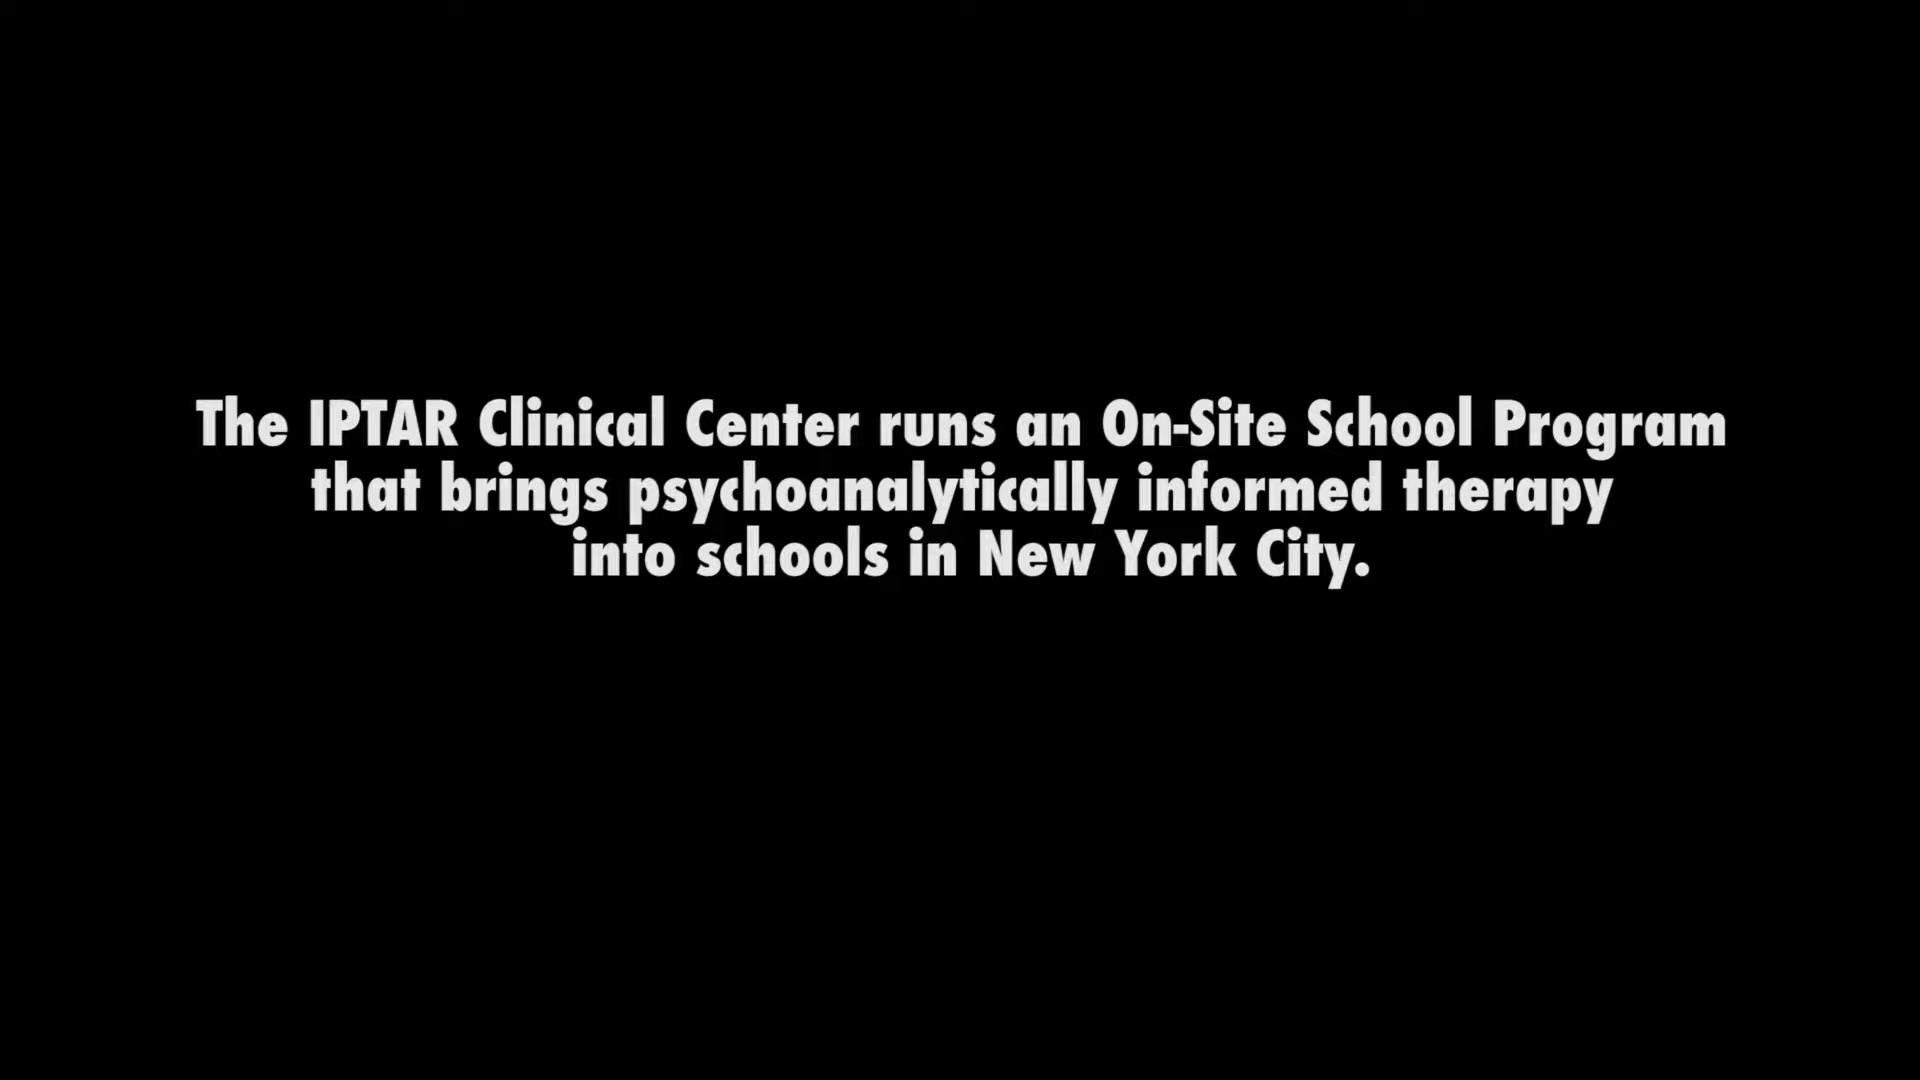 The IPTAR Clinical Center runs an On-Site School Program
that brings psychoanalytically informed therapy
into schools in New York City.